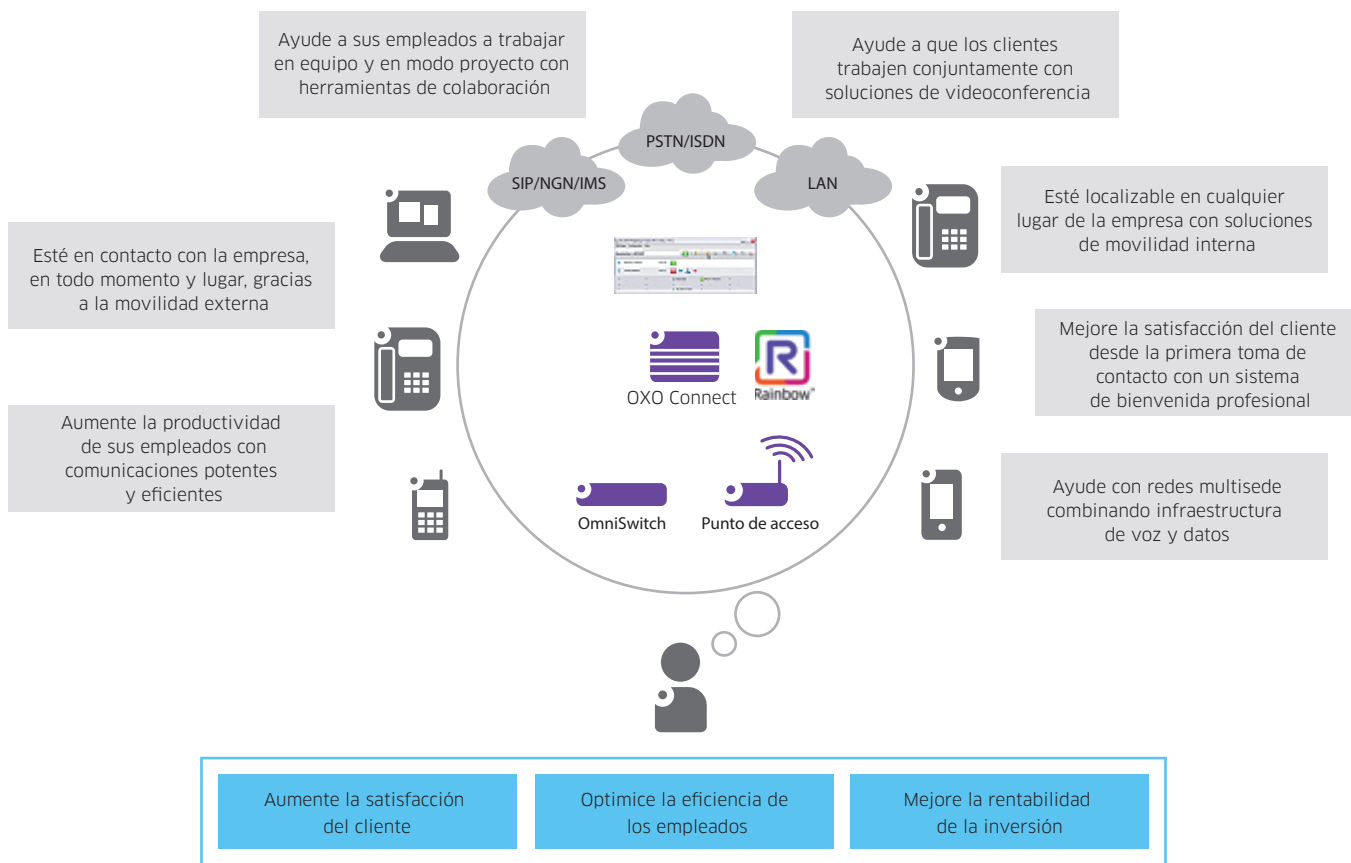 Ayude a sus empleados a trabajar
en equipo y en modo proyecto con
herramientas de colaboración
Ayude a que los clientes
trabajen conjuntamente con
soluciones de videoconferencia
PSTN/ISDN
SIP/NGN/IMS
LAN
Esté en contacto con la empresa,
en todo momento y lugar, gracias
a la movilidad externa
Esté localizable en cualquier
lugar de la empresa con soluciones
de movilidad interna
Mejore la satisfacción del cliente
desde la primera toma de
contacto con un sistema
de bienvenida profesional
R
OXO Connect
Rainbow
Aumente la productividad
de sus empleados con
comunicaciones potentes
y eficientes
OmniSwitch
Punto de acceso
Ayude con redes multisede
combinando infraestructura
de voz y datos
Aumente la satisfacción
del cliente
Optimice la eficiencia de
los empleados
Mejore la rentabilidad
de la inversión